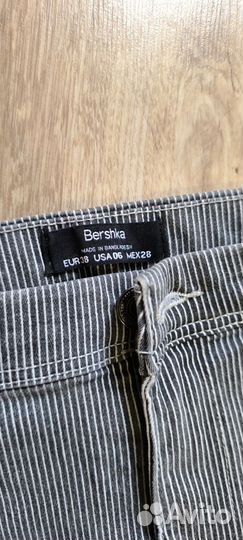 Bershka
MADE IN BANGLADESH
EUR38 USA06 MEX28
Avito